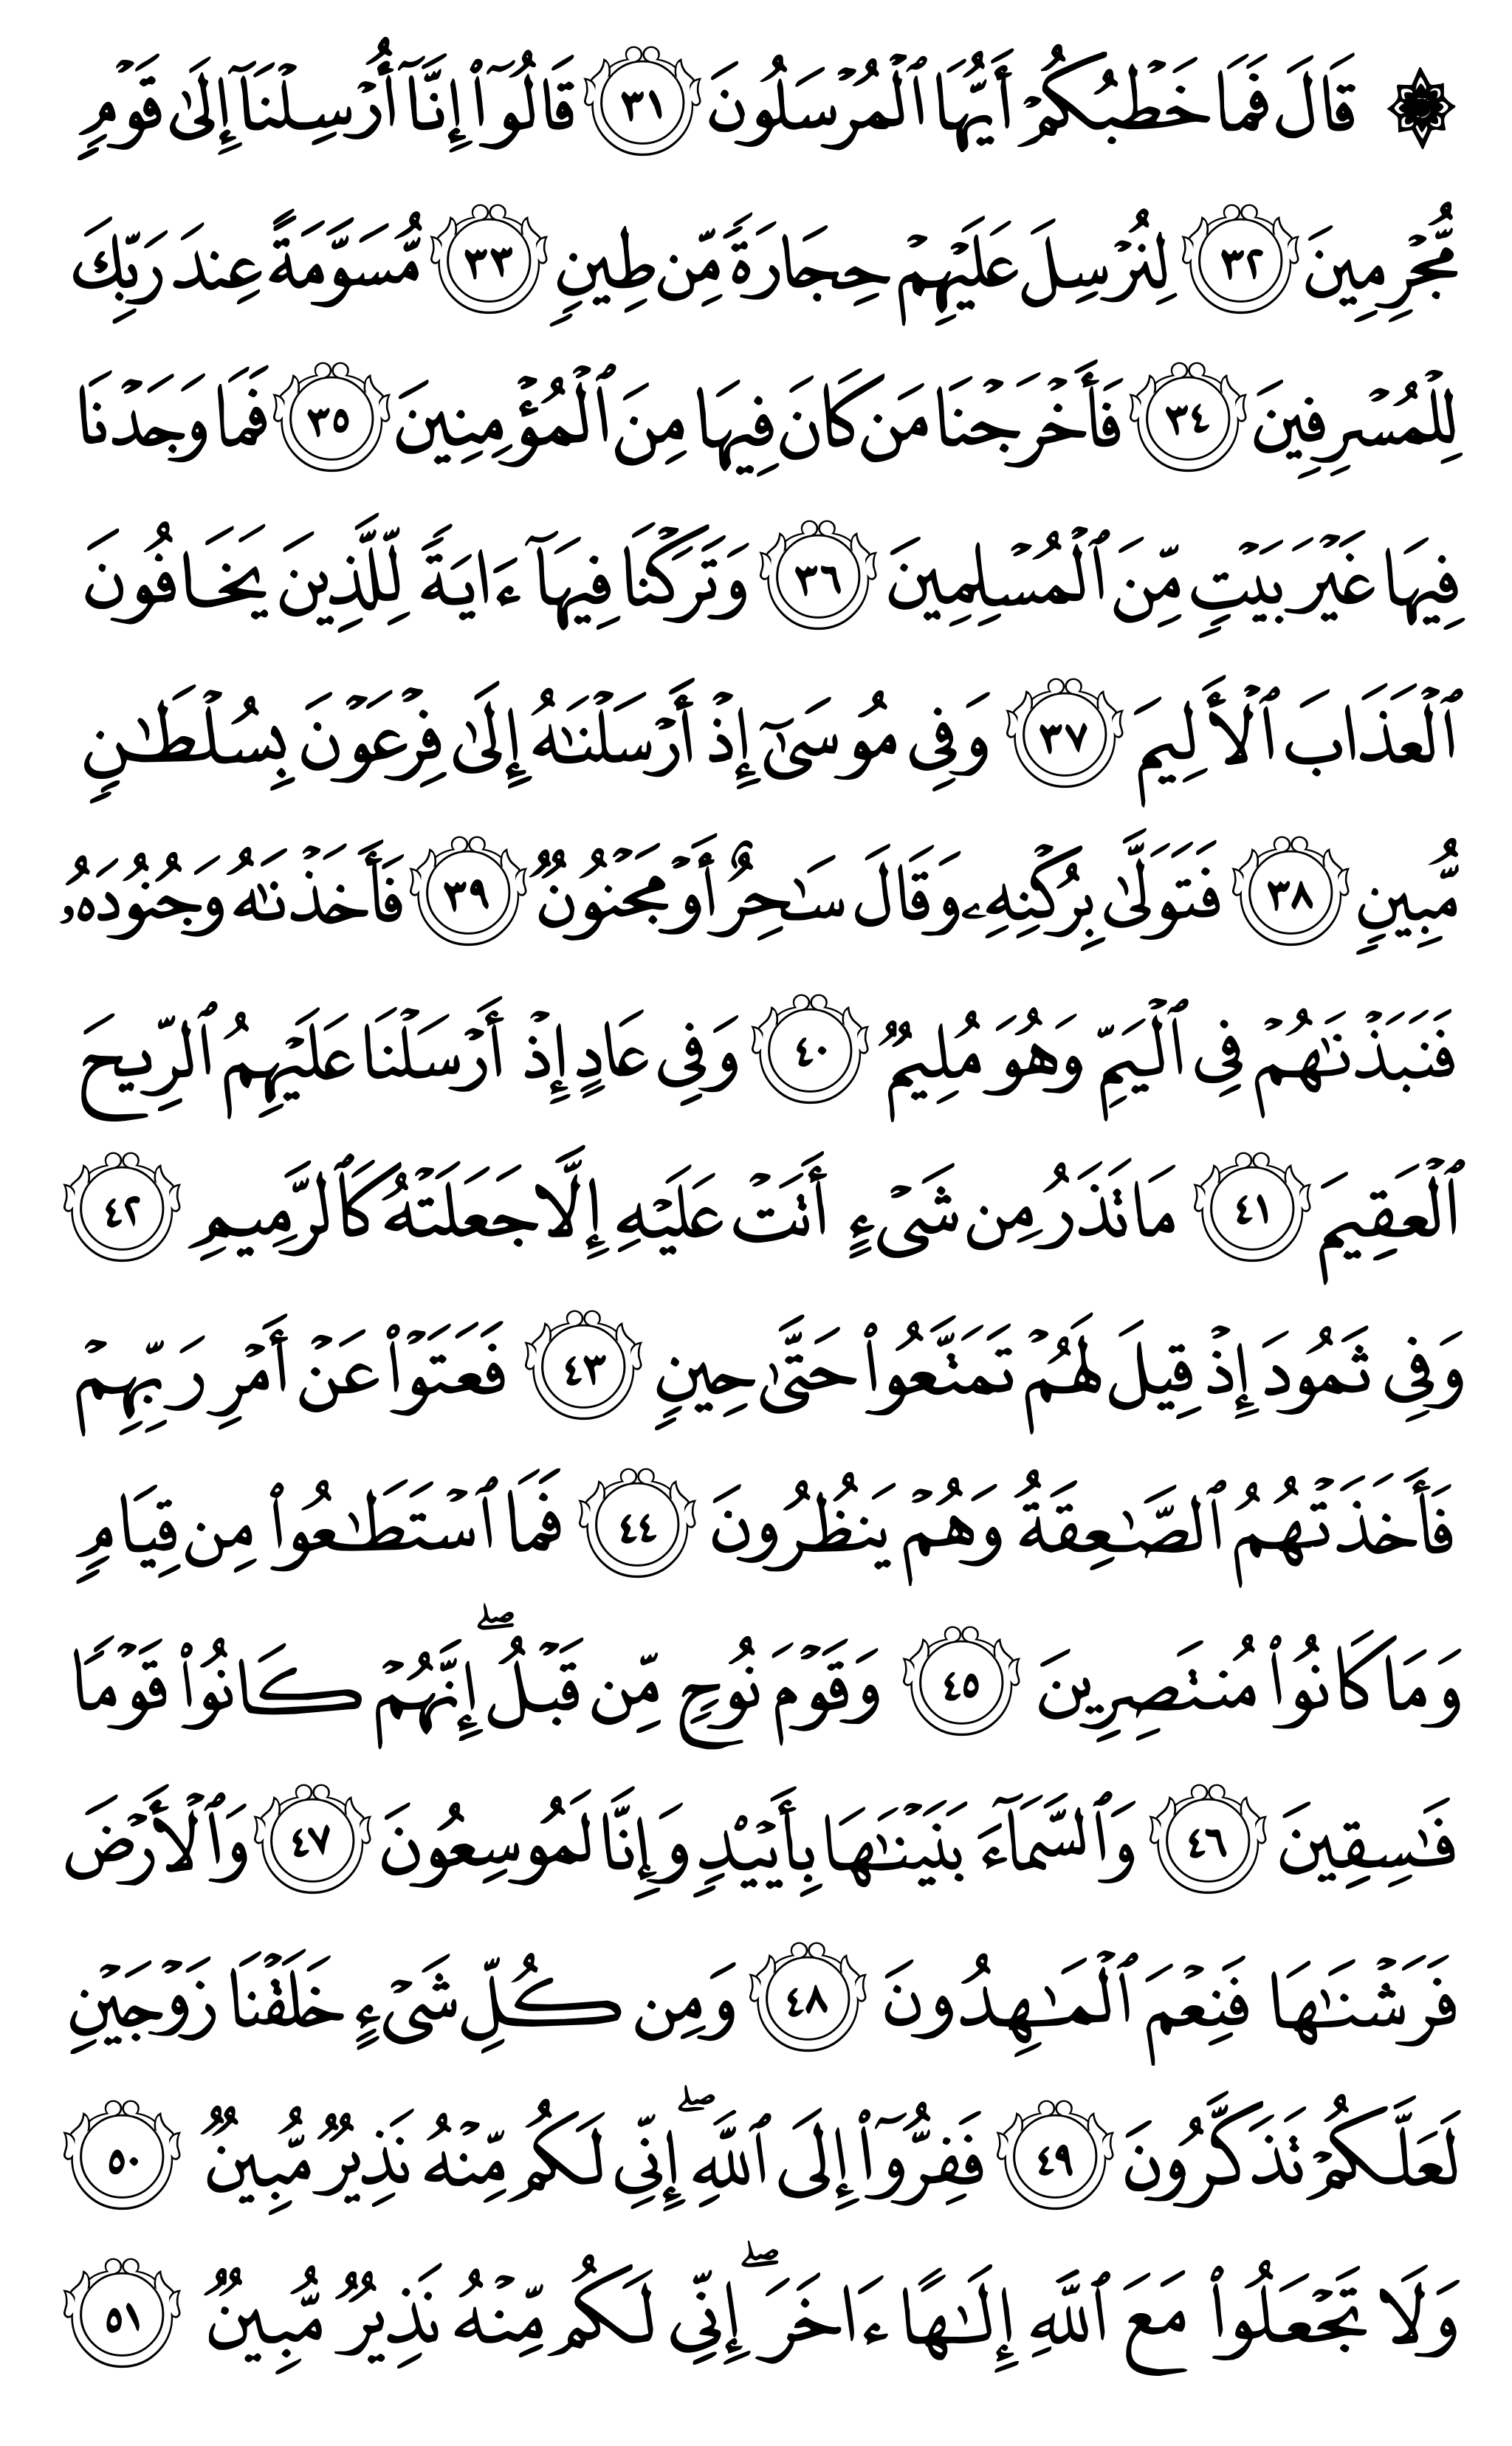 ۞ قَالَ فَمَا خَطْبُكُمْ أَيُّهَا ٱلْمُرْسَلُونَ ٣١ قَالُوٓا۟ إِنَّآ أُرْسِلْنَآ إِلَىٰ قَوْمٍ
مُّجْرِمِينَ ٣٢ لِنُرْسِلَ عَلَيْهِمْ حِجَارَةً مِّن طِينٍ ٣٣ مُّسَوَّمَةً عِندَ رَبِّكَ
لِلْمُسْرِفِينَ ٣٤ فَأَخْرَجْنَا مَن كَانَ فِيهَا مِنَ ٱلْمُؤْمِنِينَ ٣٥ فَمَا وَجَدْنَا
فِيهَا غَيْرَ بَيْتٍ مِّنَ ٱلْمُسْلِمِينَ ٣٦ وَتَرَكْنَا فِيهَآ ءَايَةً لِّلَّذِينَ يَخَافُونَ
ٱلْعَذَابَ ٱلْأَلِيمَ ٣٧ وَفِى مُوسَىٰٓ إِذْ أَرْسَلْنَٰهُ إِلَىٰ فِرْعَوْنَ بِسُلْطَٰنٍ
مُّبِينٍ ٣٨ فَتَوَلَّىٰ بِرُكْنِهِۦ وَقَالَ سَٰحِرٌ أَوْ مَجْنُونٌ ٣٩ فَأَخَذْنَٰهُ وَجُنُودَهُۥ
فَنَبَذْنَٰهُمْ فِى ٱلْيَمِّ وَهُوَ مُلِيمٌ ٤٠ وَفِى عَادٍ إِذْ أَرْسَلْنَا عَلَيْهِمُ ٱلرِّيحَ
ٱلْعَقِيمَ ٤١ مَا تَذَرُ مِن شَىْءٍ أَتَتْ عَلَيْهِ إِلَّا جَعَلَتْهُ كَٱلرَّمِيمِ ٤٢
وَفِى ثَمُودَ إِذْ قِيلَ لَهُمْ تَمَتَّعُوا۟ حَتَّىٰ حِينٍ ٤٣ فَعَتَوْا۟ عَنْ أَمْرِ رَبِّهِمْ
فَأَخَذَتْهُمُ ٱلصَّٰعِقَةُ وَهُمْ يَنظُرُونَ ٤٤ فَمَا ٱسْتَطَٰعُوا۟ مِن قِيَامٍ
وَمَا كَانُوا۟ مُنتَصِرِينَ ٤٥ وَقَوْمَ نُوحٍ مِّن قَبْلُ ۖ إِنَّهُمْ كَانُوا۟ قَوْمًا
فَٰسِقِينَ ٤٦ وَٱلسَّمَآءَ بَنَيْنَٰهَا بِأَيْي۟دٍ وَإِنَّا لَمُوسِعُونَ ٤٧ وَٱلْأَرْضَ
فَرَشْنَٰهَا فَنِعْمَ ٱلْمَٰهِدُونَ ٤٨ وَمِن كُلِّ شَىْءٍ خَلَقْنَا زَوْجَيْنِ
لَعَلَّكُمْ تَذَكَّرُونَ ٤٩ فَفِرُّوٓا۟ إِلَى ٱللَّهِ ۖ إِنِّى لَكُم مِّنْهُ نَذِيرٌ مُّبِينٌ ٥٠
وَلَا تَجْعَلُوا۟ مَعَ ٱللَّهِ إِلَٰهًا ءَاخَرَ ۖ إِنِّى لَكُم مِّنْهُ نَذِيرٌ مُّبِينٌ ٥١